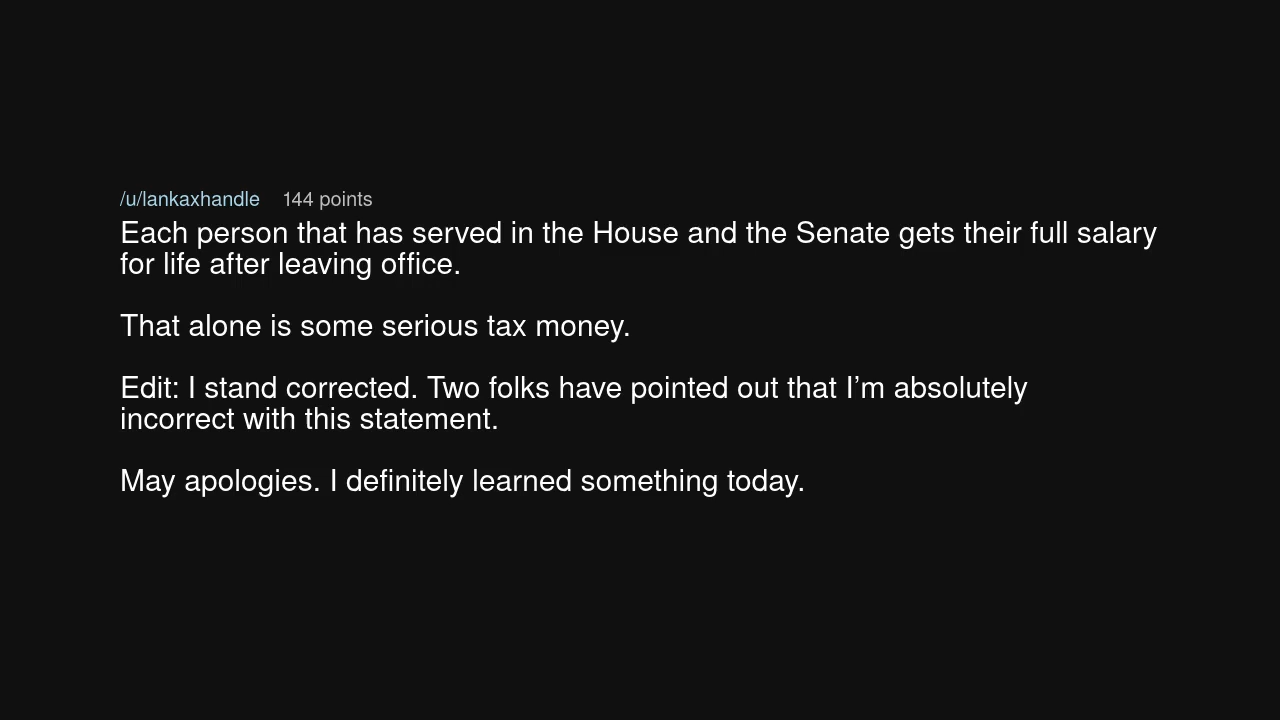 /u/lankaxhandle 144 points
Each person that has served in the House and the Senate gets their full salary
for life after leaving office.
That alone is some serious tax money.
Edit: I stand corrected. Two folks have pointed out that I’m absolutely
incorrect with this statement.
May apologies. I definitely learned something today.